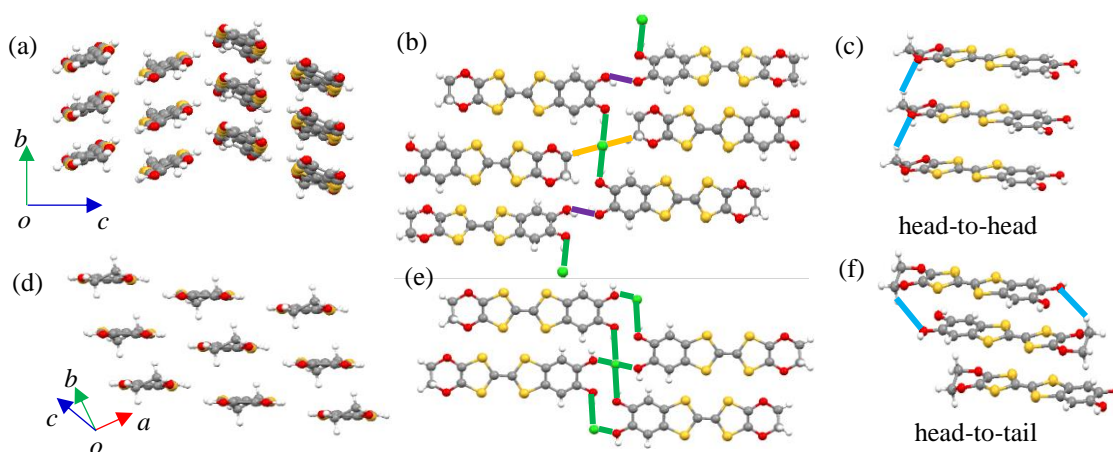 (a)
b
o
c
(b)
(c)
head-to-head
(d)
b
c
a
o
(e)
(f)
head-to-tail